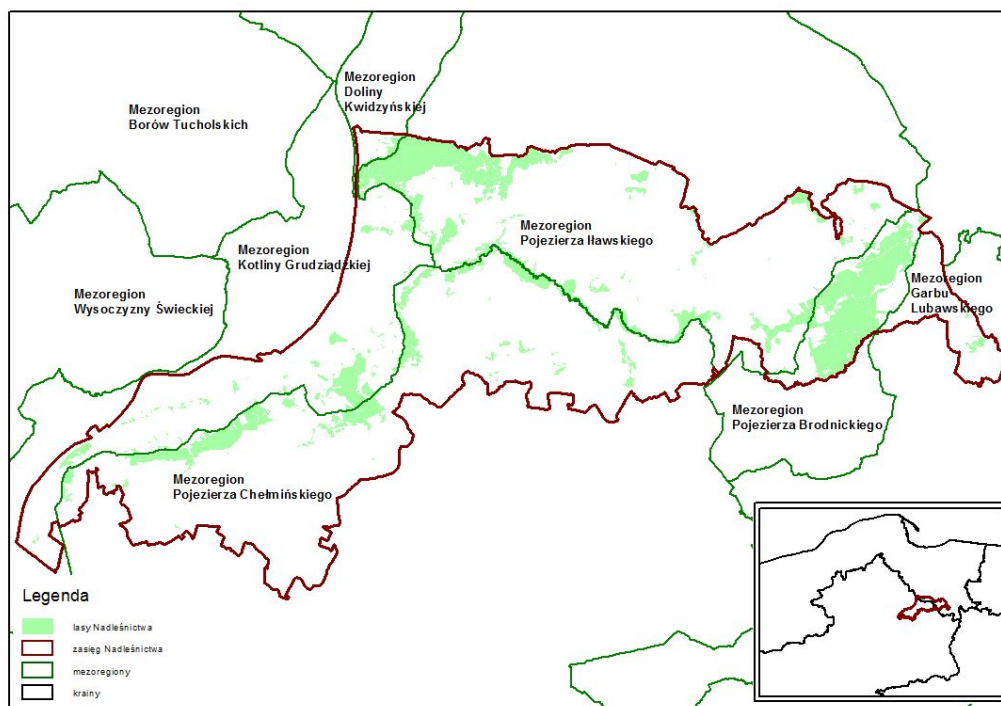 Mezoregion
Doliny
Kwidzyńskiej
Mezoregion
Borów Tucholskich
Mezoregion
Pojezierza Iławskiego
Mezoregion
Kotliny Grudziądzkiej
Mezoregion
Wysoczyzny Świeckiej
Mezoregion
Garbu
Lubawskiego
Mezoregion
Pojezierza Brodnickiego
Mezoregion
Pojezierza Chełmińskiego
Legenda
lasy Nadleśnictwa
zasięg Nadleśnictwa
mezoregiony
krainy